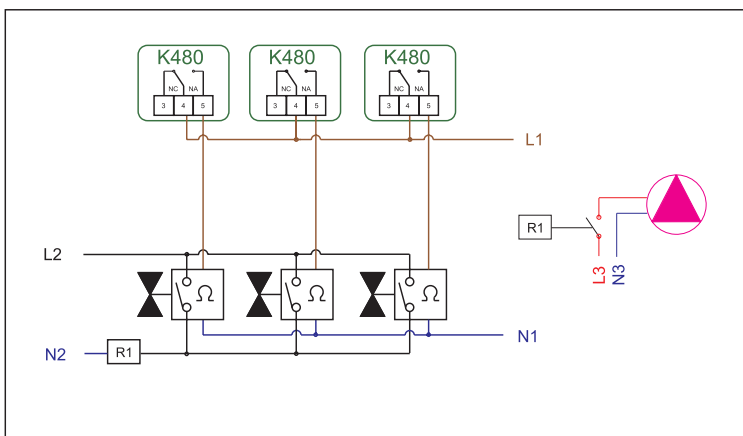 K480 K480 K480
NC NA NC NA NC NA
3 4 5 3 4 5 3 4 5
L1
R1
L3 N3
L2
Ω Ω Ω
N1
N2 R1